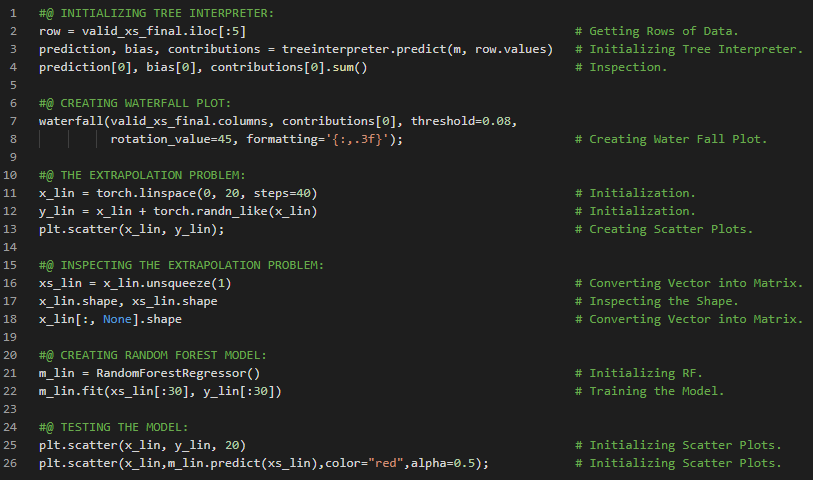 1 #@ INITIALIZING TREE INTERPRETER:
2 row = valid_xs_final.iloc[:5] # Getting Rows of Data.
3 prediction, bias, contributions = treeinterpreter.predict(m, row.values) # Initializing Tree Interpreter.
4 prediction[0], bias[0], contributions[0].sum() # Inspection.
5
6 #@ CREATING WATERFALL PLOT:
7 waterfall(valid_xs_final.columns, contributions[0], threshold=0.08,
8 rotation_value=45, formatting='{:,.3f}'); # Creating Water Fall Plot.
9
10 #@ THE EXTRAPOLATION PROBLEM:
11 x_lin = torch.linspace(0, 20, steps=40) # Initialization.
12 y_lin = x_lin + torch.randn_like(x_lin) # Initialization.
13 plt.scatter(x_lin, y_lin); # Creating Scatter Plots.
14
15 #@ INSPECTING THE EXTRAPOLATION PROBLEM:
16 xs_lin = x_lin.unsqueeze(1) # Converting Vector into Matrix.
17 x_lin.shape, xs_lin.shape # Inspecting the Shape.
18 x_lin[:, None].shape # Converting Vector into Matrix.
19
20 #@ CREATING RANDOM FOREST MODEL:
21 m_lin = RandomForestRegressor() # Initializing RF.
22 m_lin.fit(xs_lin[:30], y_lin[:30]) # Training the Model.
23
24 #@ TESTING THE MODEL:
25 plt.scatter(x_lin, y_lin, 20) # Initializing Scatter Plots.
26 plt.scatter(x_lin,m_lin.predict(xs_lin),color="red",alpha=0.5); # Initializing Scatter Plots.